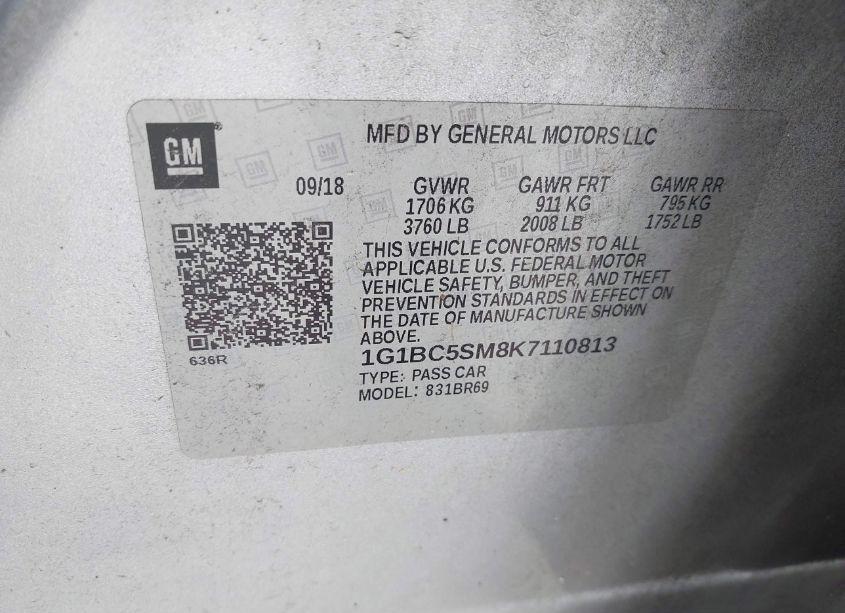 GM
MFD BY GENERAL MOTORS LLC
09/18 GVWR GAWR FRT GAWR RR
1706 KG 911 KG 795 KG
3760 LB 2008 LB 1752 LB
THIS VEHICLE CONFORMS TO ALL
APPLICABLE U.S. FEDERAL MOTOR
VEHICLE SAFETY, BUMPER, AND THEFT
PREVENTION STANDARDS IN EFFECT ON
THE DATE OF MANUFACTURE SHOWN
ABOVE.
636R
1G1BC5SM8K7110813
TYPE: PASS CAR
MODEL: 831BR69